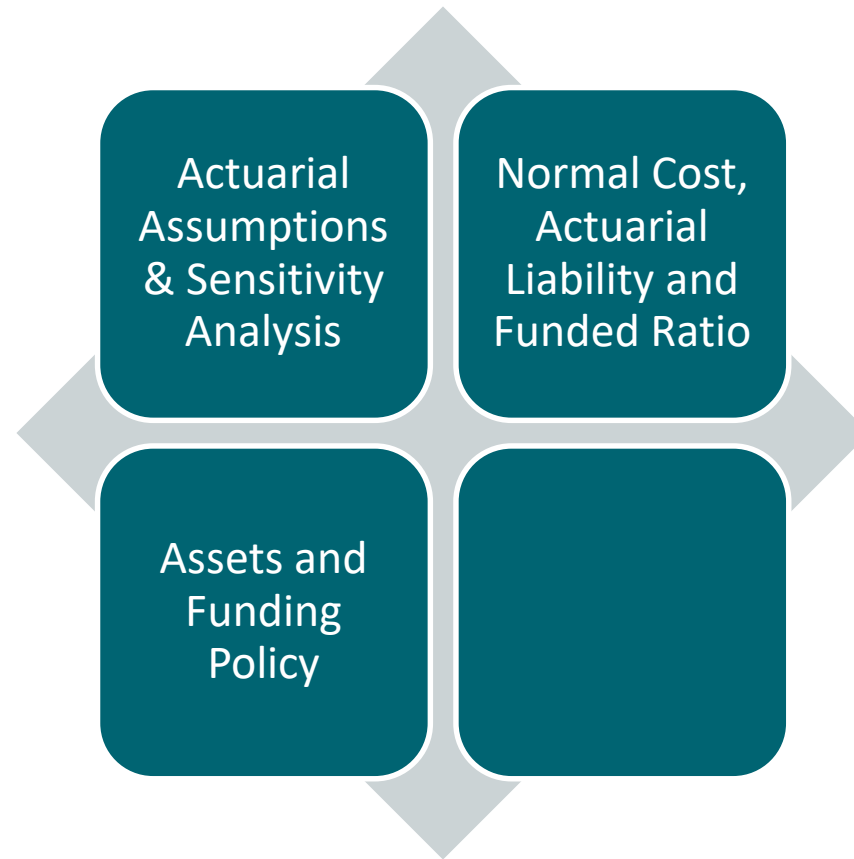 Actuarial
Assumptions
& Sensitivity
Analysis
Normal Cost,
Actuarial
Liability and
Funded Ratio
Assets and
Funding
Policy